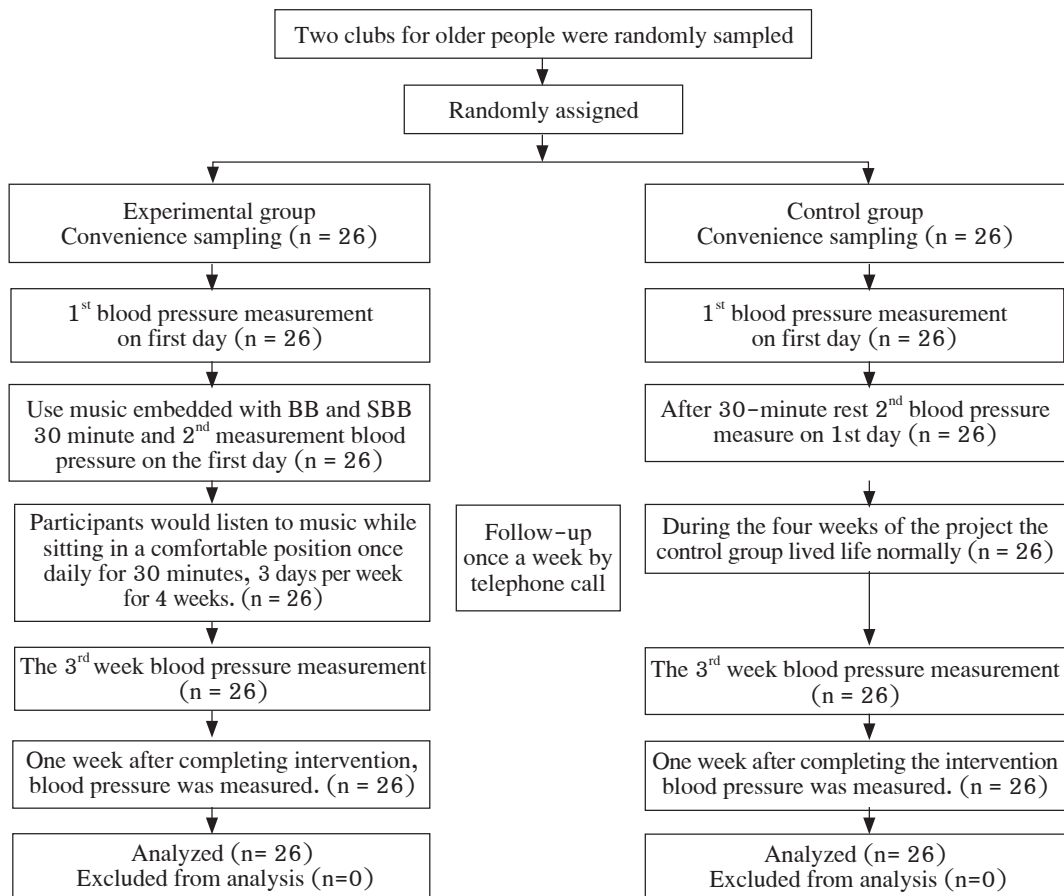 Two clubs for older people were randomly sampled
Randomly assigned
Experimental group
Convenience sampling (n = 26)
Control group
Convenience sampling (n = 26)
1st blood pressure measurement
on first day (n = 26)
1st blood pressure measurement
on first day (n = 26)
Use music embedded with BB and SBB
30 minute and 2nd measurement blood
pressure on the first day (n = 26)
After 30-minute rest 2nd blood pressure
measure on 1st day (n = 26)
Participants would listen to music while
sitting in a comfortable position once
daily for 30 minutes, 3 days per week
for 4 weeks. (n = 26)
Follow-up
once a week by
telephone call
During the four weeks of the project the
control group lived life normally (n = 26)
The 3rd week blood pressure measurement
(n = 26)
The 3rd week blood pressure measurement
(n = 26)
One week after completing intervention,
blood pressure was measured. (n = 26)
One week after completing the intervention
blood pressure was measured. (n = 26)
Analyzed (n= 26)
Excluded from analysis (n=0)
Analyzed (n= 26)
Excluded from analysis (n=0)